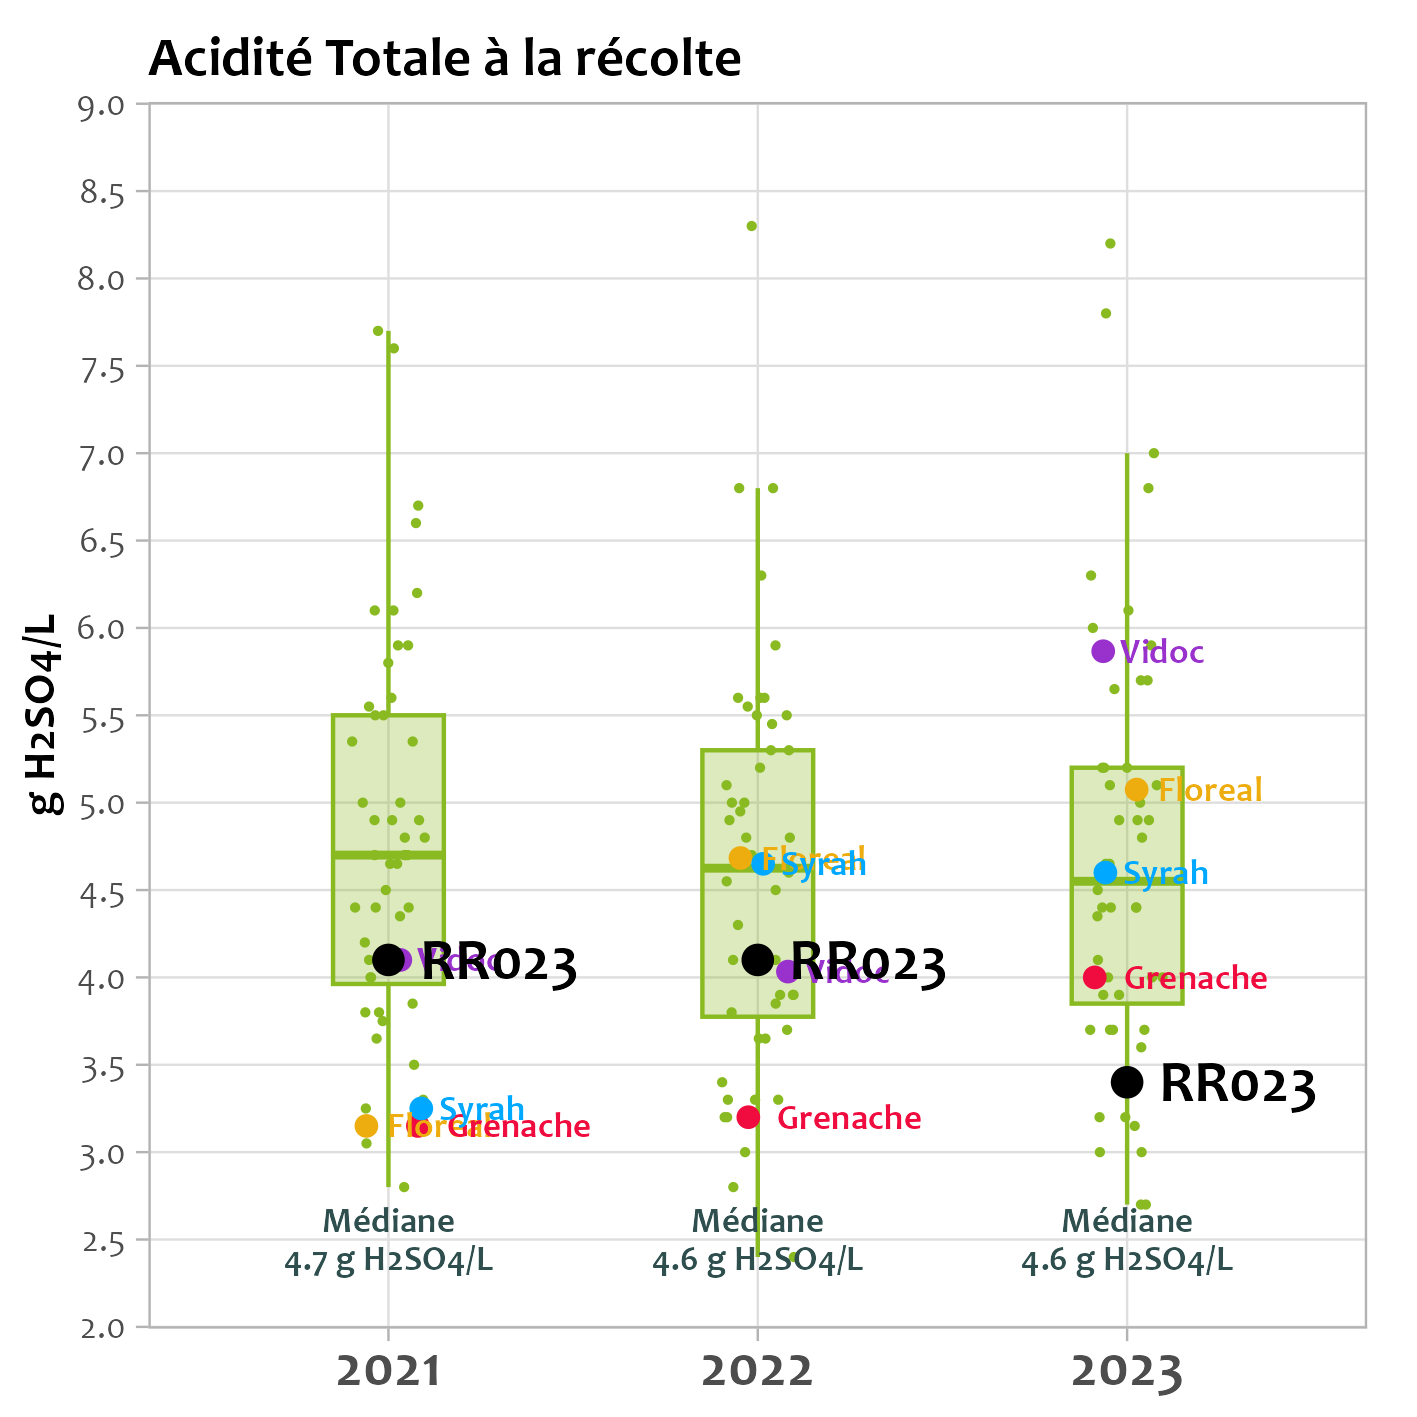 Acidité Totale à la récolte
g H2SO4/L
9.0
8.5
8.0
7.5
7.0
6.5
6.0
5.5
5.0
4.5
4.0
3.5
3.0
2.5
2.0
Vidoc
RR023
Syrah
Floreal
Grenache
Médiane
4.7 g H2SO4/L
Floreal
Syrah
RR023
Vidoc
Grenache
Médiane
4.6 g H2SO4/L
Vidoc
Floreal
Syrah
Grenache
RR023
Médiane
4.6 g H2SO4/L
2021
2022
2023